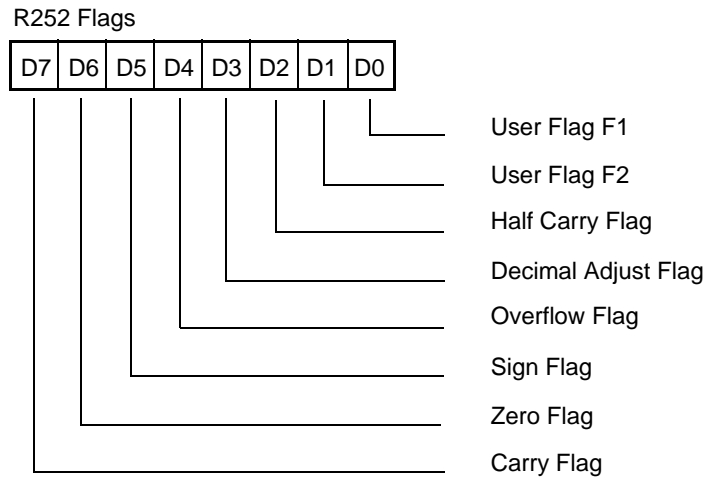 R252 Flags
D7 D6 D5 D4 D3 D2 D1 D0
User Flag F1
User Flag F2
Half Carry Flag
Decimal Adjust Flag
Overflow Flag
Sign Flag
Zero Flag
Carry Flag